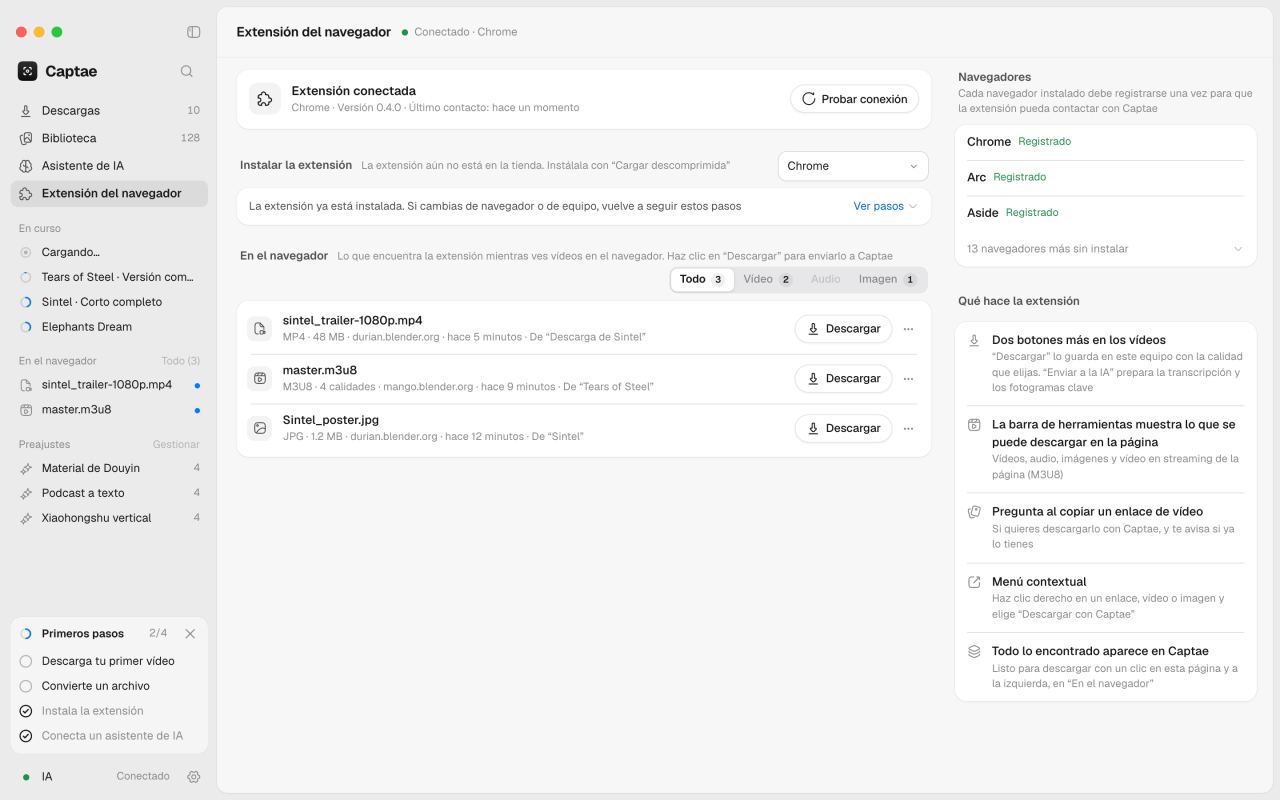 Captae
Descargas 10
Biblioteca 128
Asistente de IA
Extensión del navegador
En curso
Cargando…
Tears of Steel · Versión com…
Sintel · Corto completo
Elephants Dream
En el navegador Todo (3)
sintel_trailer-1080p.mp4
master.m3u8
Preajustes Gestionar
Material de Douyin 4
Podcast a texto 4
Xiaohongshu vertical 4
Primeros pasos 2/4
Descarga tu primer vídeo
Convierte un archivo
Instala la extensión
Conecta un asistente de IA
IA Conectado
Extensión del navegador Conectado · Chrome
Extensión conectada
Chrome · Versión 0.4.0 · Último contacto: hace un momento
Probar conexión
Instalar la extensión La extensión aún no está en la tienda. Instálala con “Cargar descomprimida”
Chrome
La extensión ya está instalada. Si cambias de navegador o de equipo, vuelve a seguir estos pasos
Ver pasos
En el navegador Lo que encuentra la extensión mientras ves vídeos en el navegador. Haz clic en “Descargar” para enviarlo a Captae
Todo 3 Vídeo 2 Audio Imagen 1
sintel_trailer-1080p.mp4
MP4 · 48 MB · durian.blender.org · hace 5 minutos · De “Descarga de Sintel”
Descargar
master.m3u8
M3U8 · 4 calidades · mango.blender.org · hace 9 minutos · De “Tears of Steel”
Descargar
Sintel_poster.jpg
JPG · 1.2 MB · durian.blender.org · hace 12 minutos · De “Sintel”
Descargar
Navegadores
Cada navegador instalado debe registrarse una vez para que
la extensión pueda contactar con Captae
Chrome Registrado
Arc Registrado
Aside Registrado
13 navegadores más sin instalar
Qué hace la extensión
Dos botones más en los vídeos
“Descargar” lo guarda en este equipo con la calidad
que elijas. “Enviar a la IA” prepara la transcripción y
los fotogramas clave
La barra de herramientas muestra lo que se
puede descargar en la página
Vídeos, audio, imágenes y vídeo en streaming de la
página (M3U8)
Pregunta al copiar un enlace de vídeo
Si quieres descargarlo con Captae, y te avisa si ya
lo tienes
Menú contextual
Haz clic derecho en un enlace, vídeo o imagen y
elige “Descargar con Captae”
Todo lo encontrado aparece en Captae
Listo para descargar con un clic en esta página y a
la izquierda, en “En el navegador”